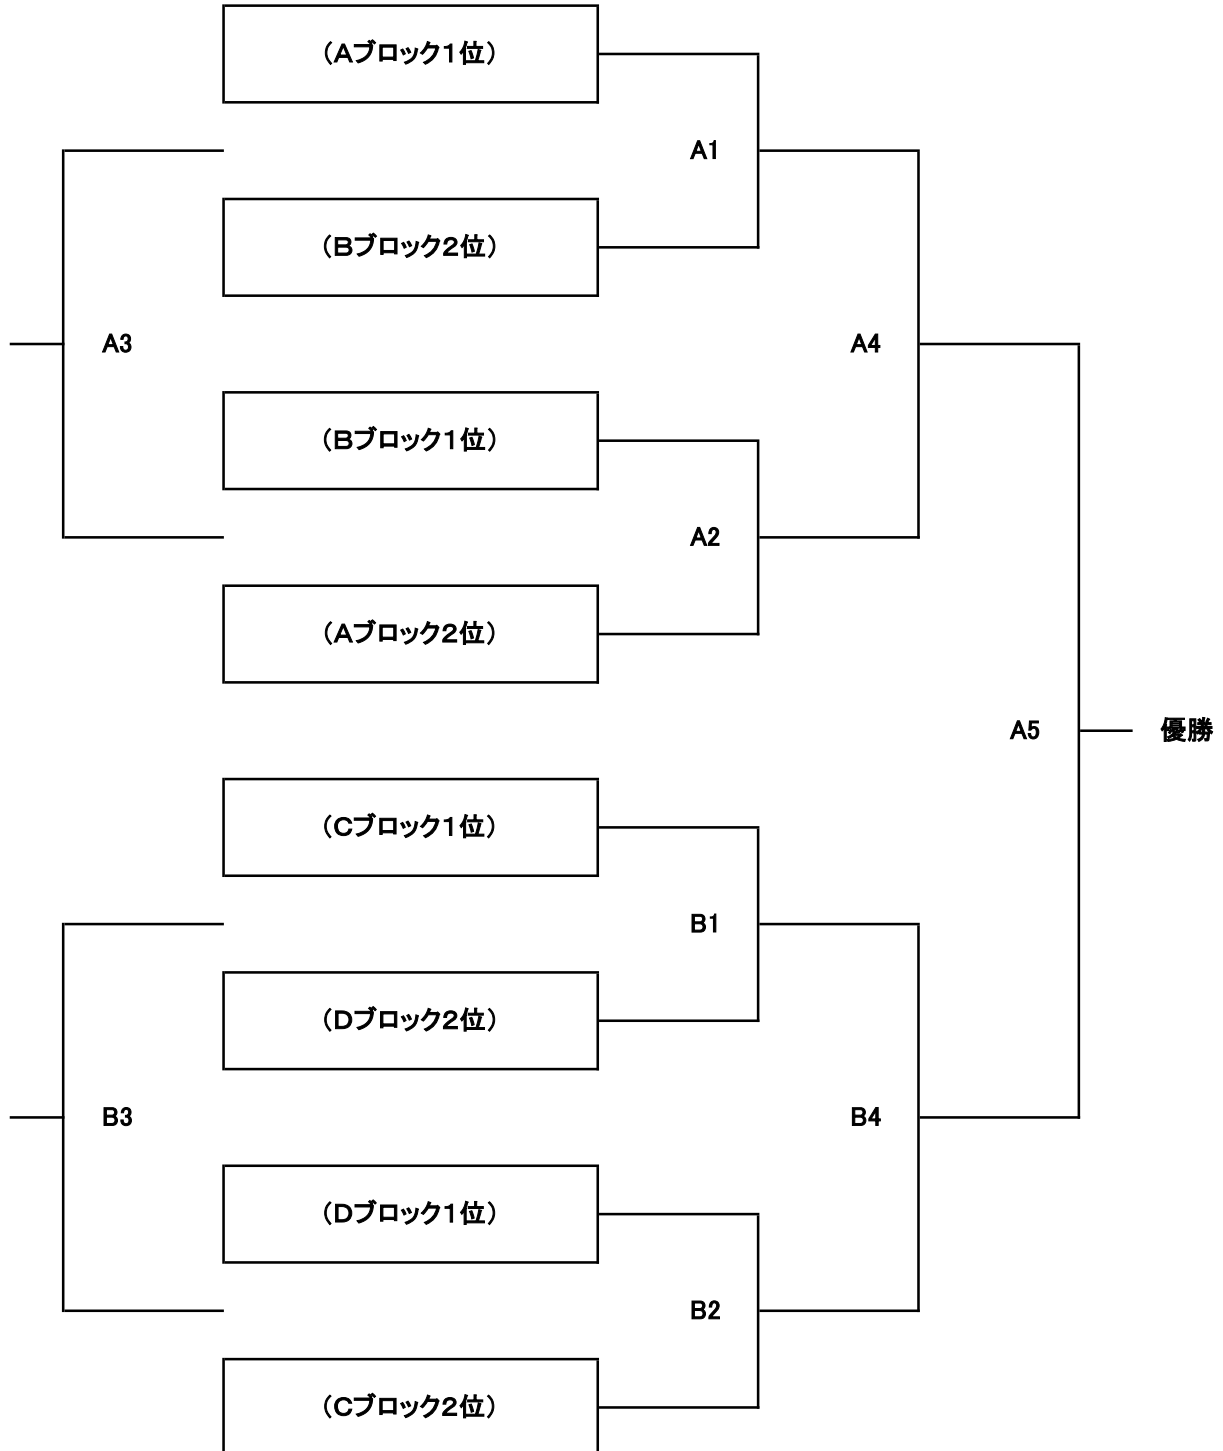 （Aブロック１位）
A1
（Bブロック２位）
A3
A4
（Bブロック１位）
A2
（Aブロック２位）
A5
優勝
（Cブロック１位）
B1
（Dブロック２位）
B3
B4
（Dブロック１位）
B2
（Cブロック２位）